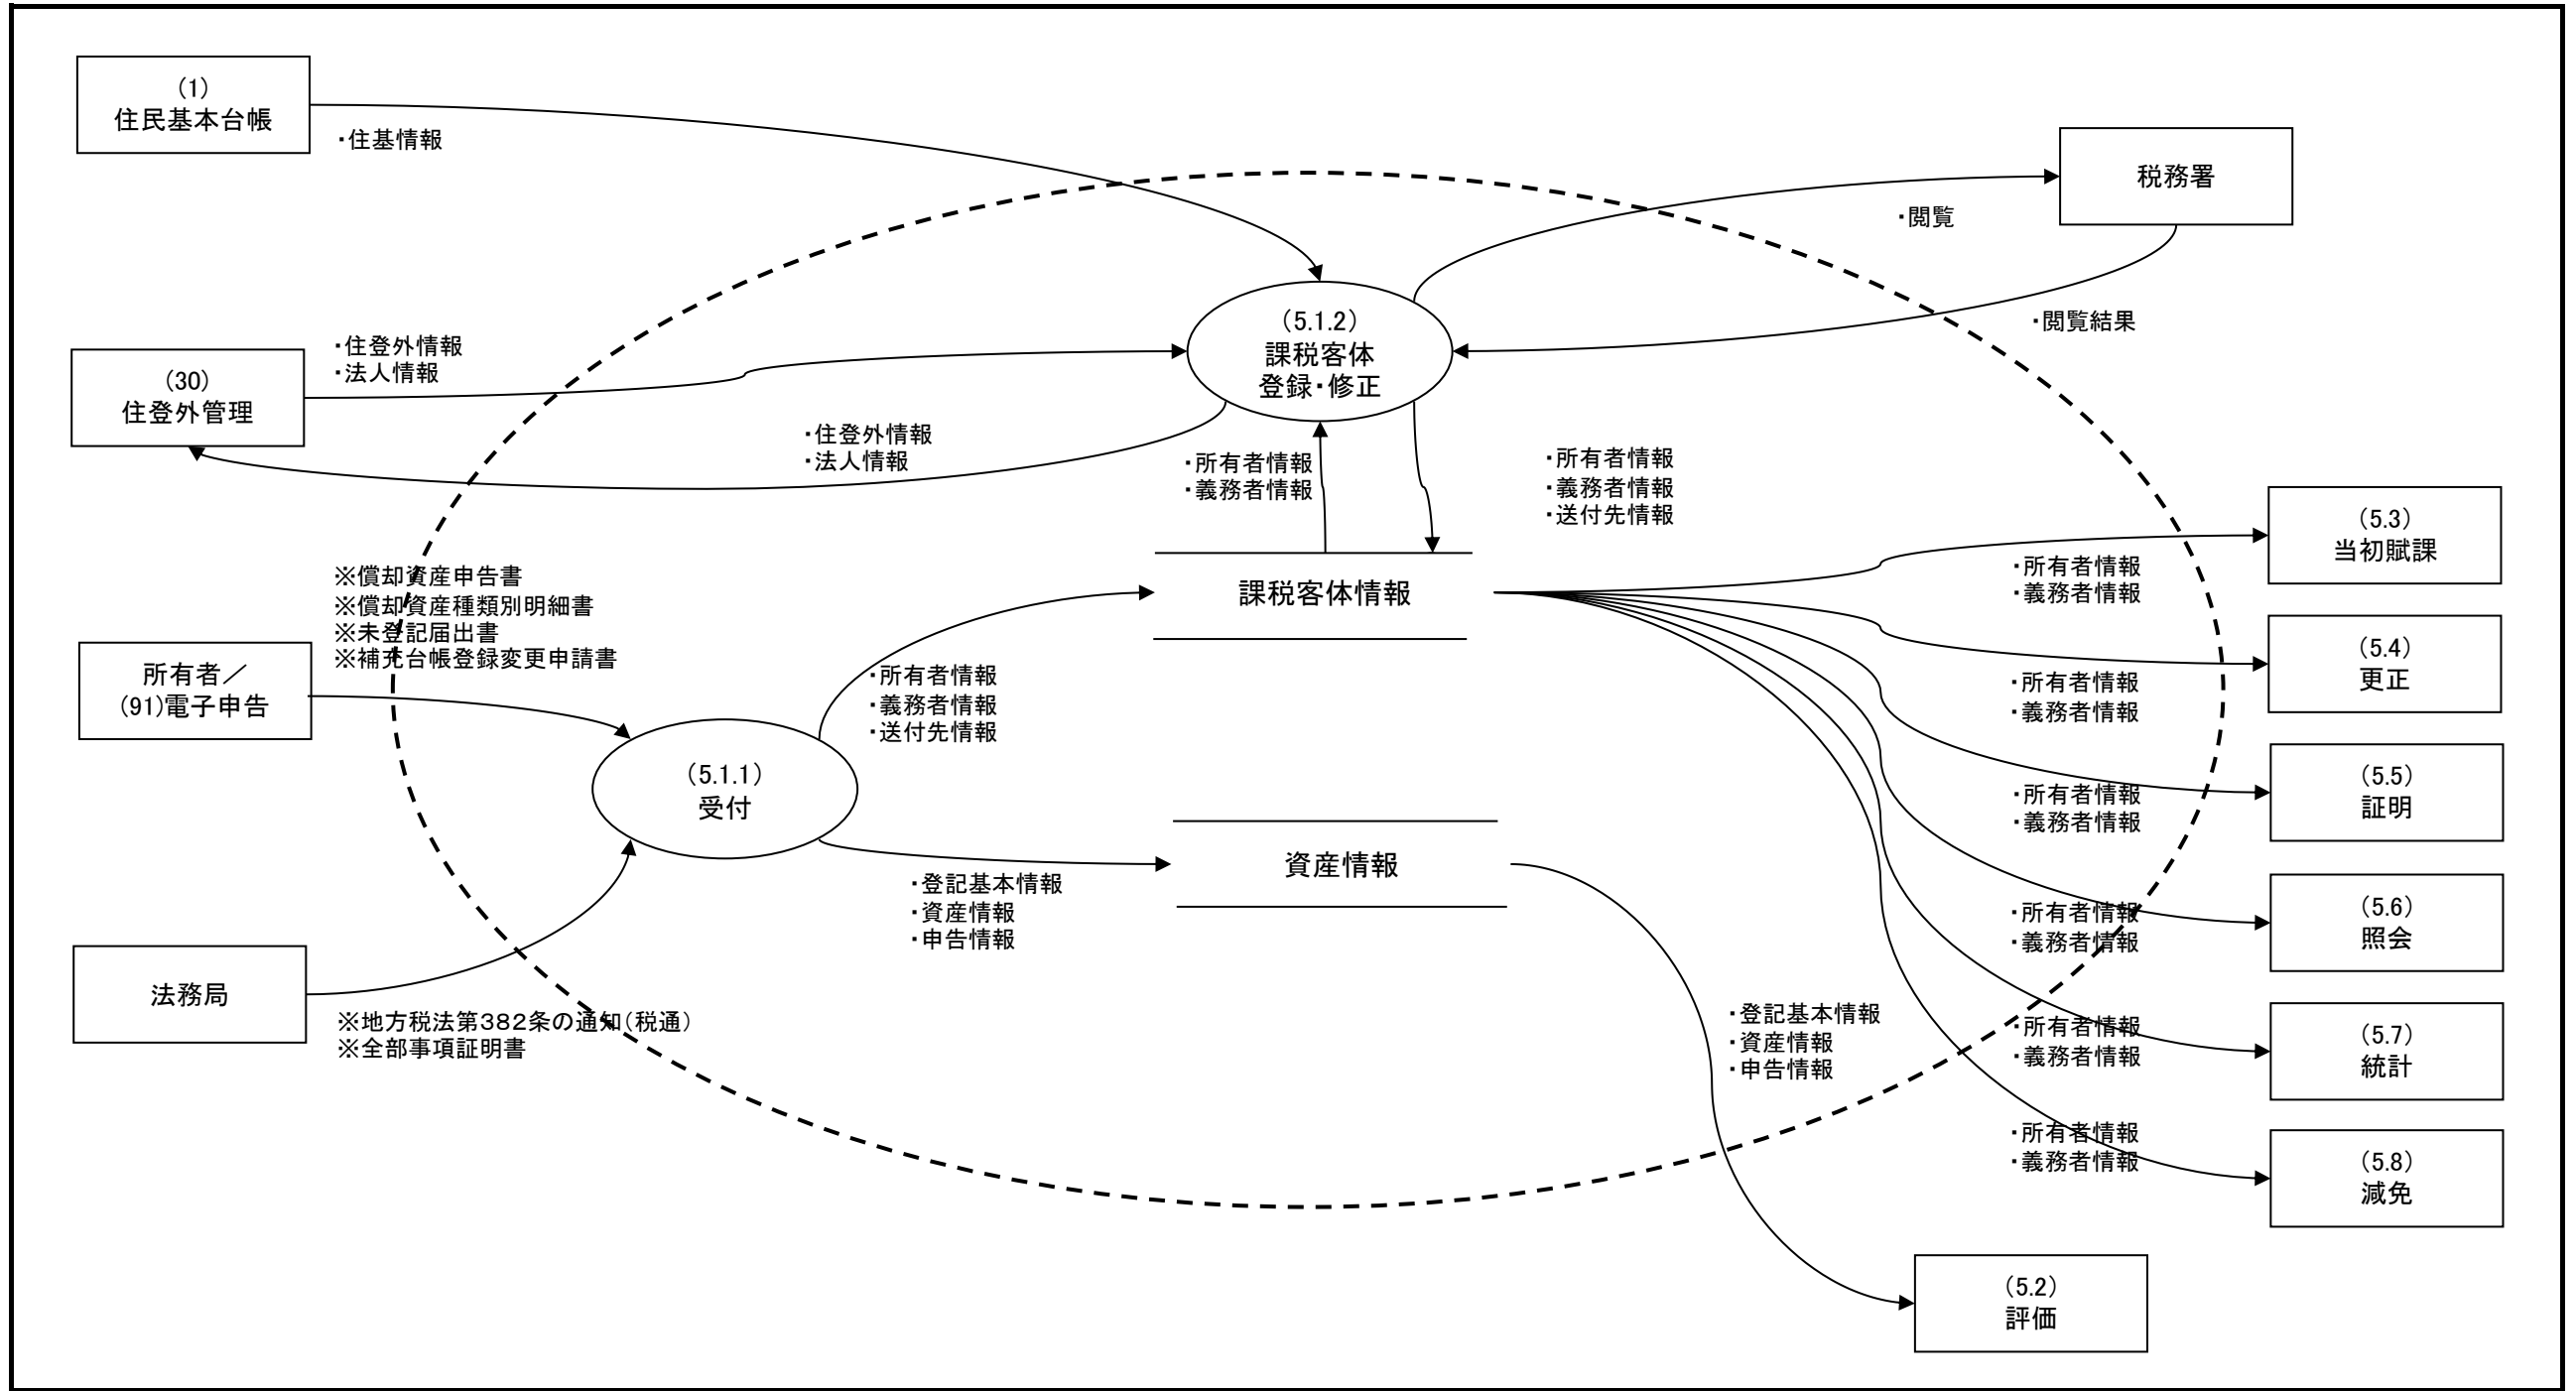 （1）
住民基本台帳
・住基情報
税務署
・閲覧
・閲覧結果
（5.1.2）
課税客体
登録・修正
・住登外情報
・法人情報
（30）
住登外管理
・住登外情報
・法人情報
・所有者情報
・義務者情報
・所有者情報
・義務者情報
・送付先情報
※償却資産申告書
※償却資産種類別明細書
※未登記届出書
※補充台帳登録変更申請書
所有者／
(91)電子申告
課税客体情報
・所有者情報
・義務者情報
・送付先情報
（5.1.1）
受付
資産情報
・登記基本情報
・資産情報
・申告情報
法務局
※地方税法第３８２条の通知（税通）
※全部事項証明書
（5.3）
当初賦課
・所有者情報
・義務者情報
（5.4）
更正
・所有者情報
・義務者情報
（5.5）
証明
・所有者情報
・義務者情報
（5.6）
照会
・所有者情報
・義務者情報
（5.7）
統計
・所有者情報
・義務者情報
（5.8）
減免
・所有者情報
・義務者情報
・登記基本情報
・資産情報
・申告情報
（5.2）
評価